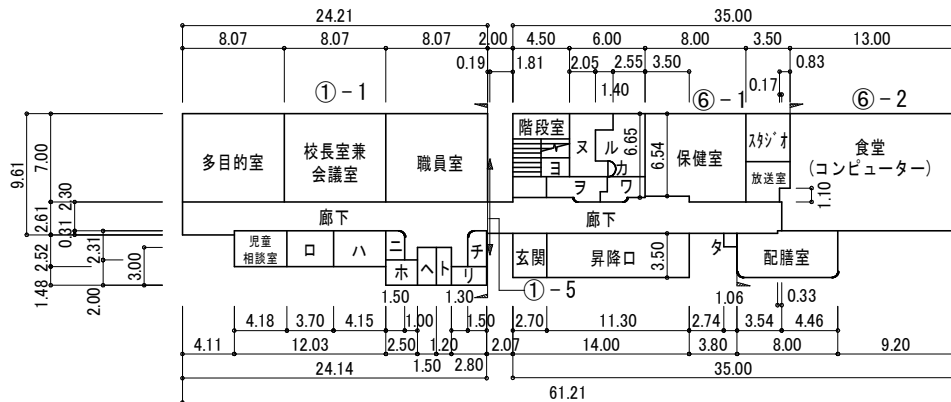 24.21
35.00
8.07
8.07
8.07
2.00
4.50
6.00
8.00
3.50
13.00
0.19
1.81
2.05
2.55
3.50
0.17
0.83
①-1
1.40
⑥-1
⑥-2
9.61
7.00
2.30
2.61
0.31
2.52
2.31
1.48
2.00
3.00
多目的室
校長室兼
会議室
職員室
階段室
ヌ
ル
6.65
6.54
保健室
スタジオ
食堂
(コンピューター)
ヨ
カ
ヲ
ワ
放送室
1.10
廊下
廊下
児童
相談室
ロ
ハ
ニ
ホ
ヘ
ト
チ
リ
玄関
昇降口
3.50
タ
配膳室
①-5
1.50
1.30
1.06
0.33
4.18
3.70
4.15
1.00
1.50
2.70
11.30
2.74
3.54
4.46
4.11
12.03
2.50
1.20
2.07
14.00
3.80
8.00
9.20
1.50
2.80
24.14
35.00
61.21